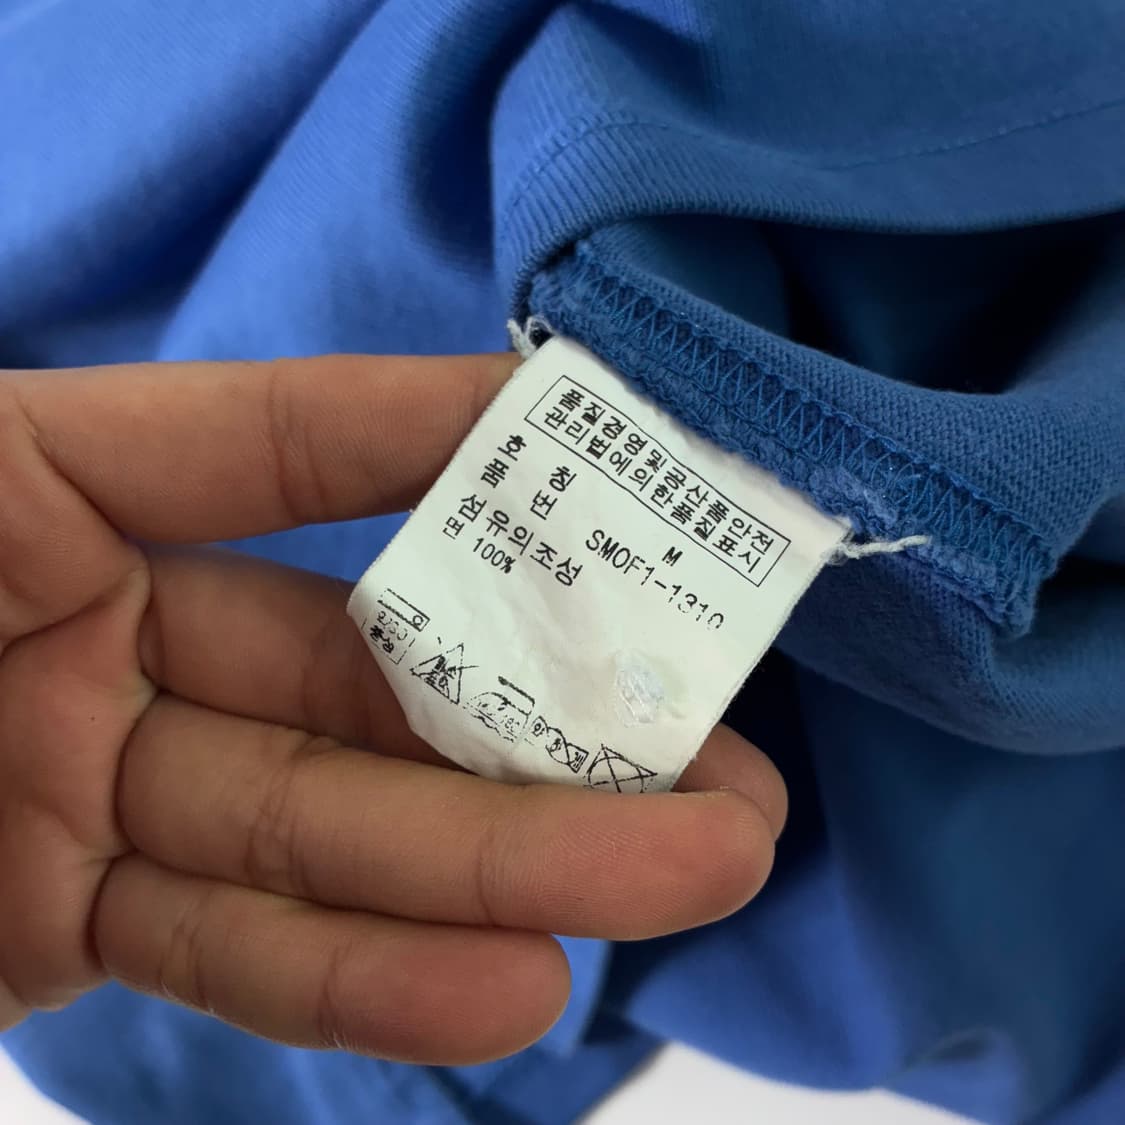 품질경영및공산품안전
관리법에의한품질표시
호 칭 M
품 번 SMOF1-1310
섬유의조성
면 100%